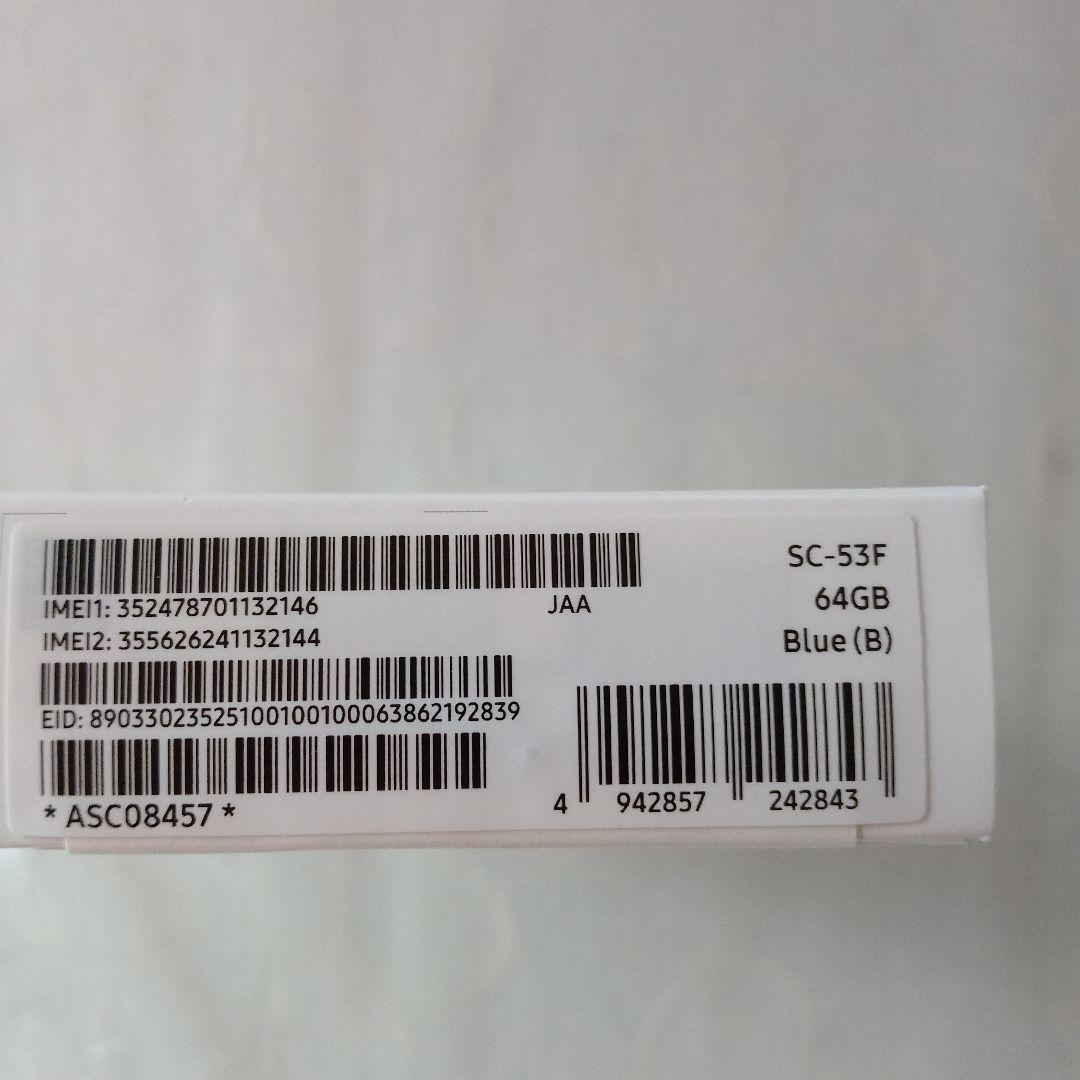 IMEI1: 352478701132146
JAA
IMEI2: 355626241132144
EID: 89033023525100100100063862192839
* ASC08457 *
SC-53F
64GB
Blue (B)
4 942857 242843